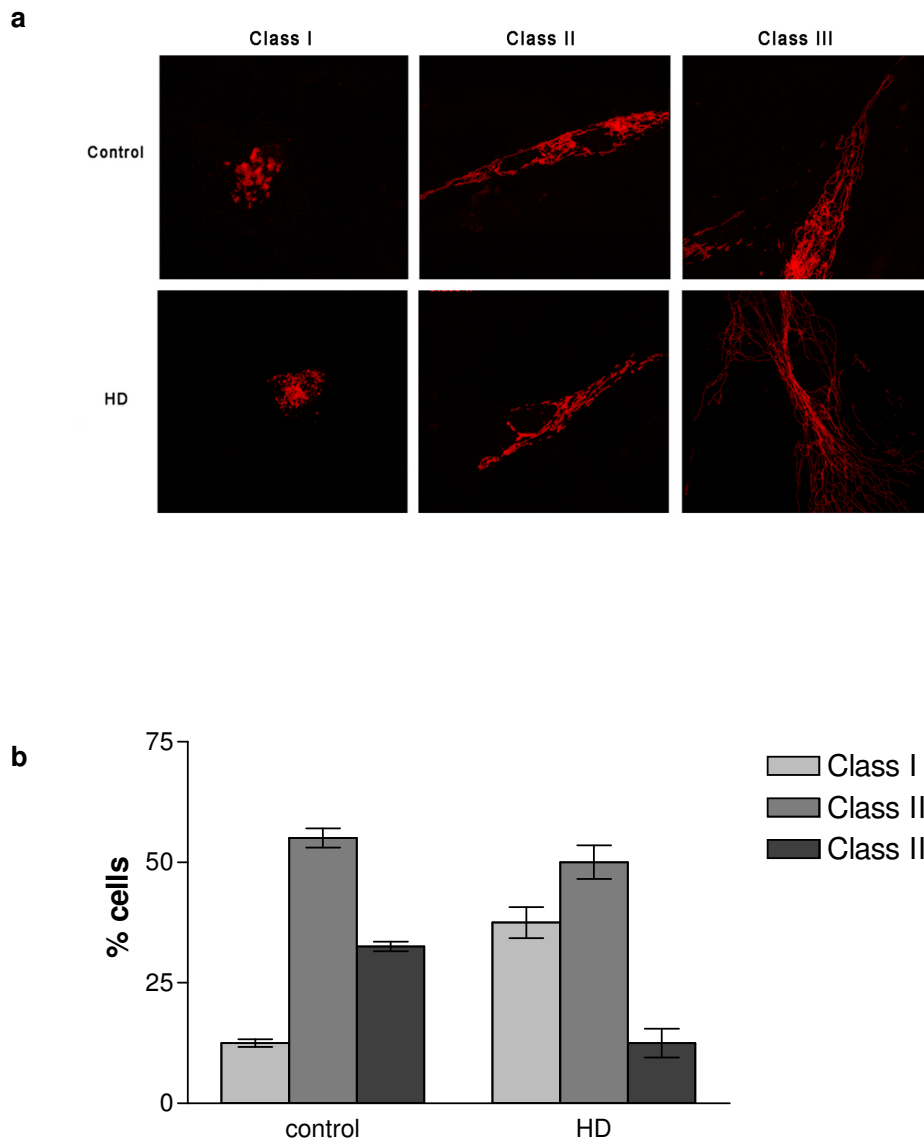 a
Class I
Class II
Class III
Control
HD
b
75
50
25
0
% cells
control
HD
Class I
Class II
Class II